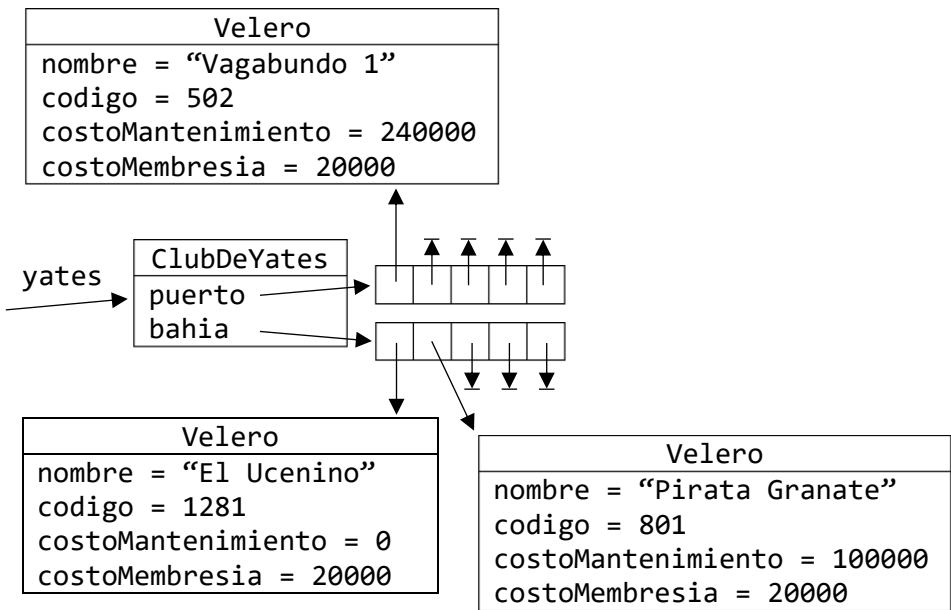 Velero
nombre = “Vagabundo 1”
codigo = 502
costoMantenimiento = 240000
costoMembresia = 20000
yates
ClubDeYates
puerto
bahia
Velero
nombre = “El Ucenino”
codigo = 1281
costoMantenimiento = 0
costoMembresia = 20000
Velero
nombre = “Pirata Granate”
codigo = 801
costoMantenimiento = 100000
costoMembresia = 20000